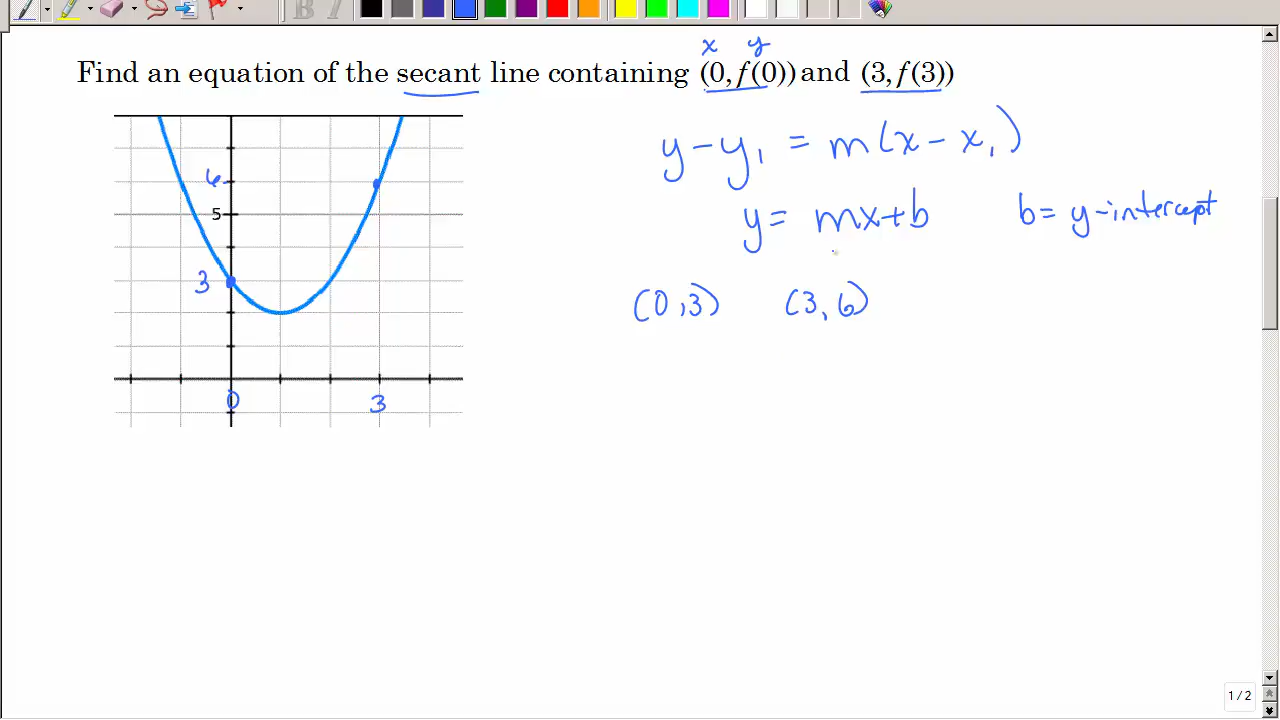 B I
x y
Find an equation of the secant line containing (0,f(0)) and (3,f(3))
y - y₁ = m(x - x₁)
6
5
y = mx+b b = y-intercept
3
(0,3) (3,6)
0 3
1/2